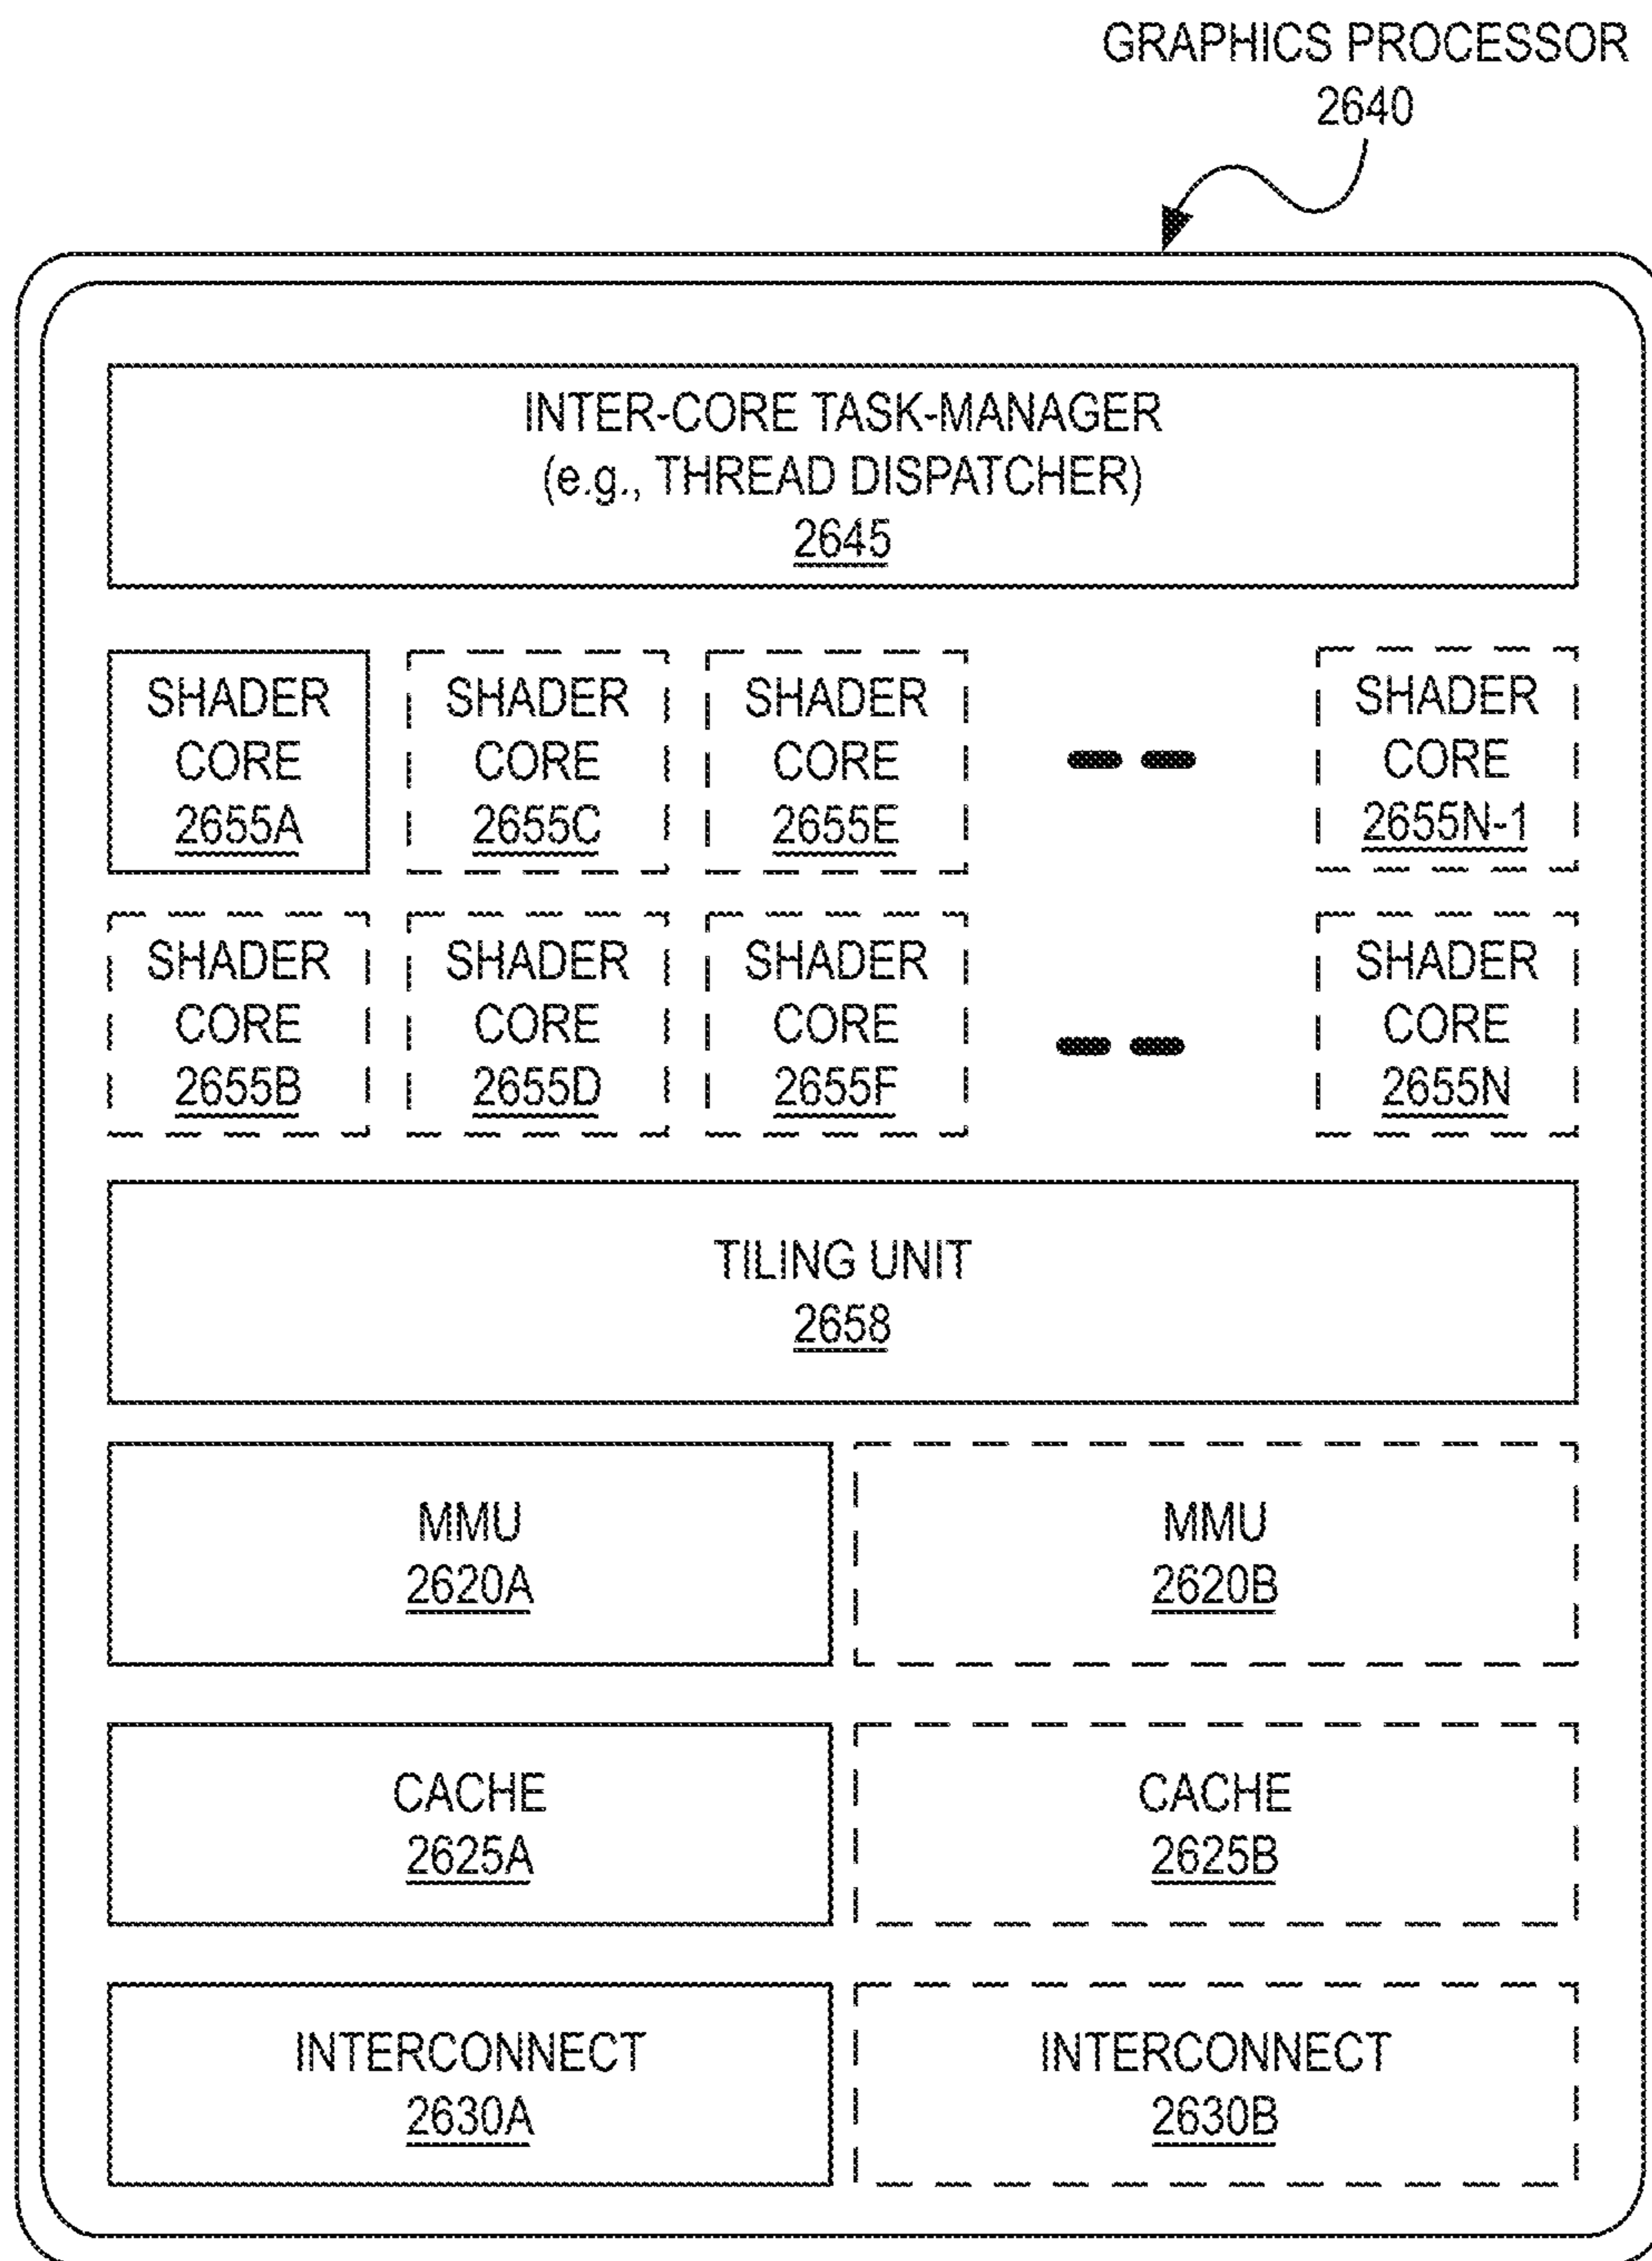 GRAPHICS PROCESSOR
2640
INTER-CORE TASK-MANAGER
(e.g., THREAD DISPATCHER)
2645
SHADER
CORE
2655A
SHADER
CORE
2655C
SHADER
CORE
2655E
SHADER
CORE
2655N-1
SHADER
CORE
2655B
SHADER
CORE
2655D
SHADER
CORE
2655F
SHADER
CORE
2655N
TILING UNIT
2658
MMU
2620A
MMU
2620B
CACHE
2625A
CACHE
2625B
INTERCONNECT
2630A
INTERCONNECT
2630B